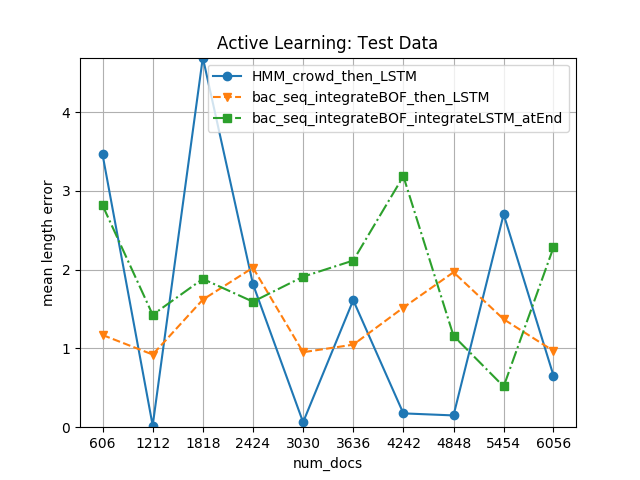 Active Learning: Test Data
HMM_crowd_then_LSTM
bac_seq_integrateBOF_then_LSTM
bac_seq_integrateBOF_integrateLSTM_atEnd
mean length error
4
3
2
1
0
606 1212 1818 2424 3030 3636 4242 4848 5454 6056
num_docs